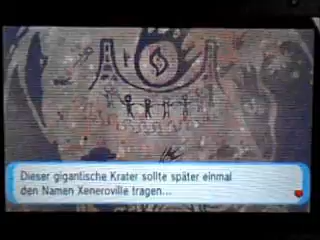 Dieser gigantische Krater sollte später einmal
den Namen Xeneroville tragen...